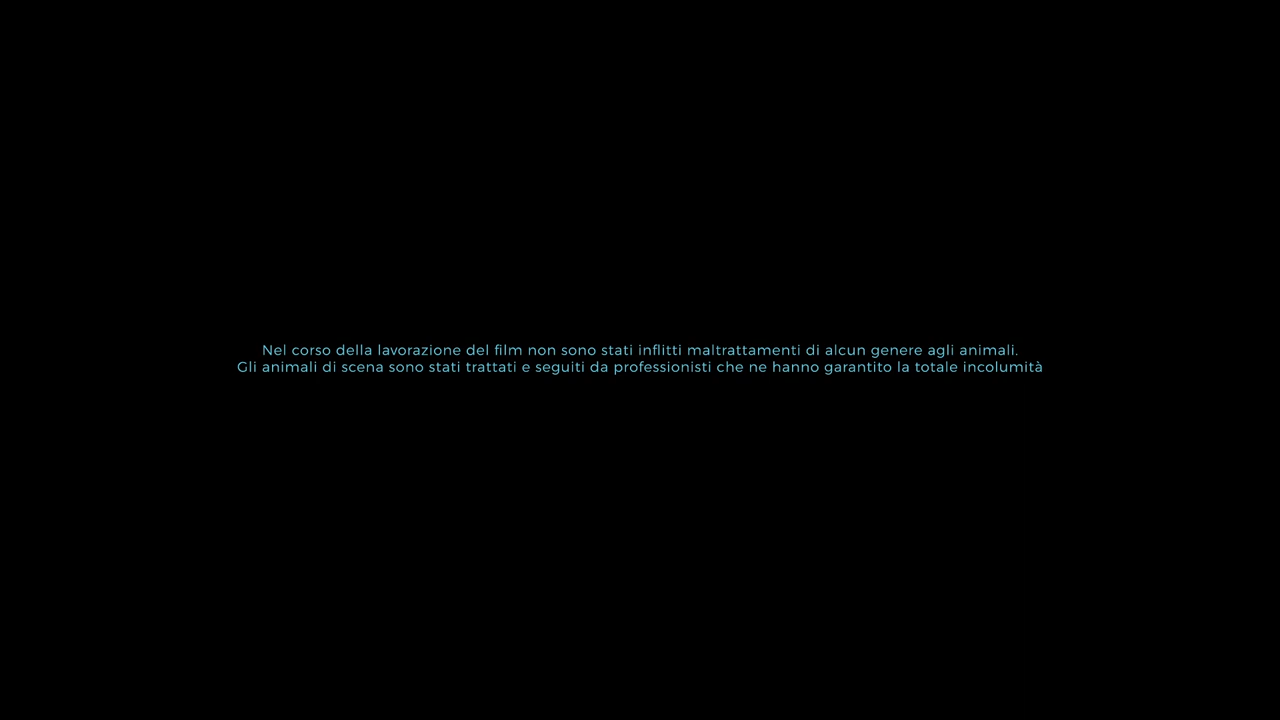 Nel corso della lavorazione del film non sono stati inflitti maltrattamenti di alcun genere agli animali.
Gli animali di scena sono stati trattati e seguiti da professionisti che ne hanno garantito la totale incolumità